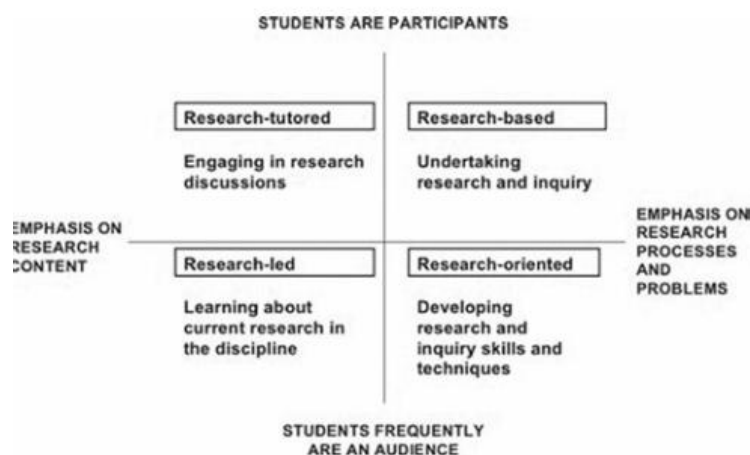 STUDENTS ARE PARTICIPANTS
Research-tutored
Engaging in research
discussions
Research-based
Undertaking
research and inquiry
EMPHASIS ON
RESEARCH
CONTENT
EMPHASIS ON
RESEARCH
PROCESSES
AND
PROBLEMS
Research-led
Learning about
current research in
the discipline
Research-oriented
Developing
research and
inquiry skills and
techniques
STUDENTS FREQUENTLY
ARE AN AUDIENCE